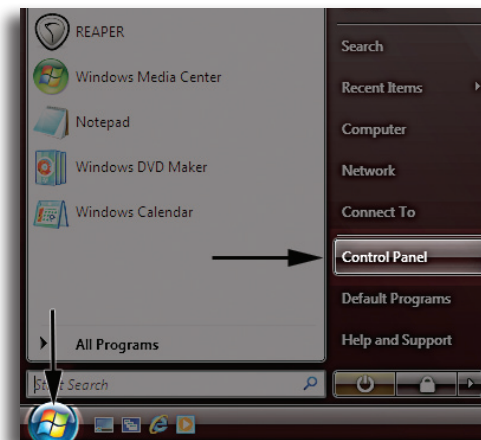 REAPER
Windows Media Center
Notepad
Windows DVD Maker
Windows Calendar
All Programs
Start Search
Search
Recent Items
Computer
Network
Connect To
Control Panel
Default Programs
Help and Support